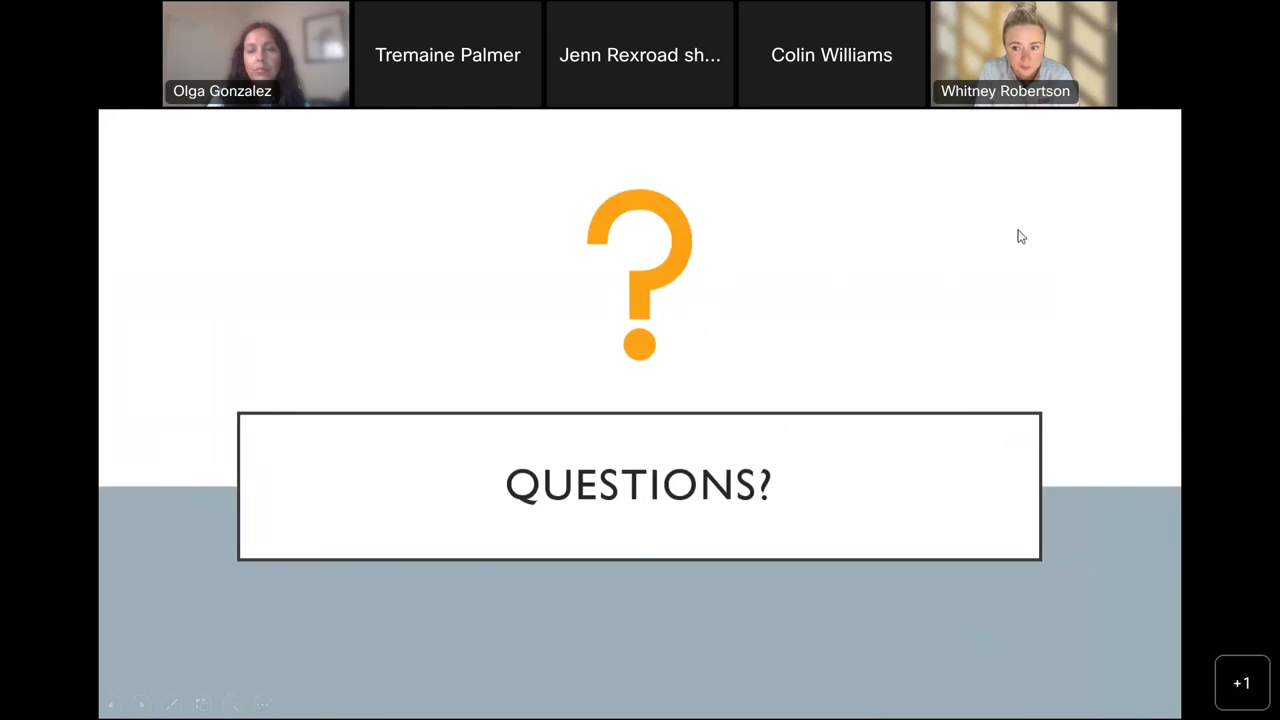 Olga Gonzalez
Tremaine Palmer
Jenn Rexroad sh...
Colin Williams
Whitney Robertson
?
QUESTIONS?
+1